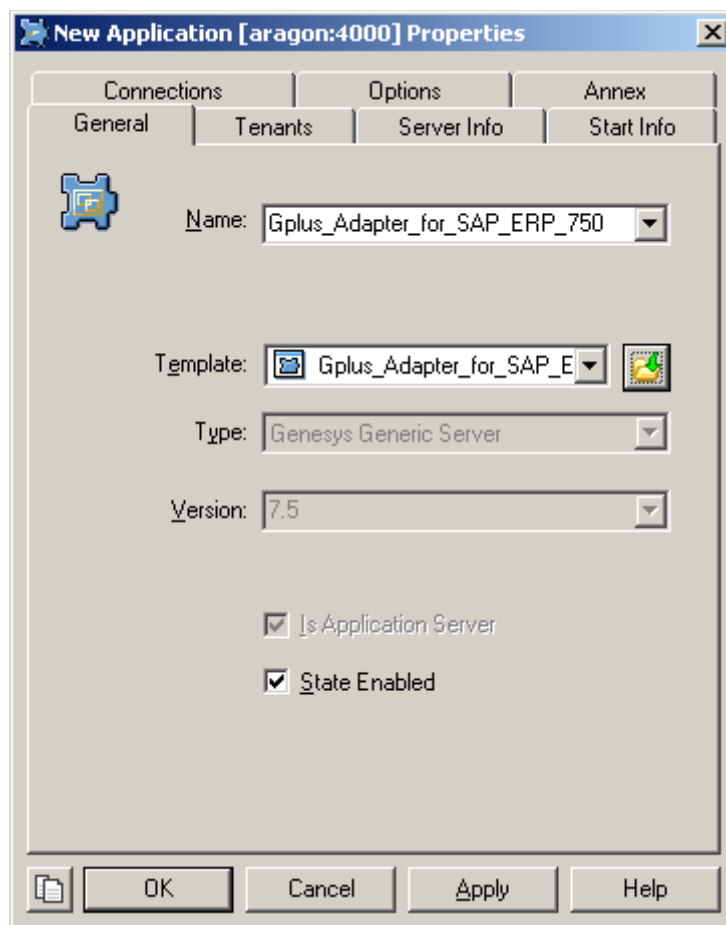 New Application [aragon:4000] Properties
Connections Options Annex
General Tenants Server Info Start Info
Name: Gplus_Adapter_for_SAP_ERP_750
Template: Gplus_Adapter_for_SAP_E
Type: Genesys Generic Server
Version: 7.5
Is Application Server
State Enabled
OK Cancel Apply Help